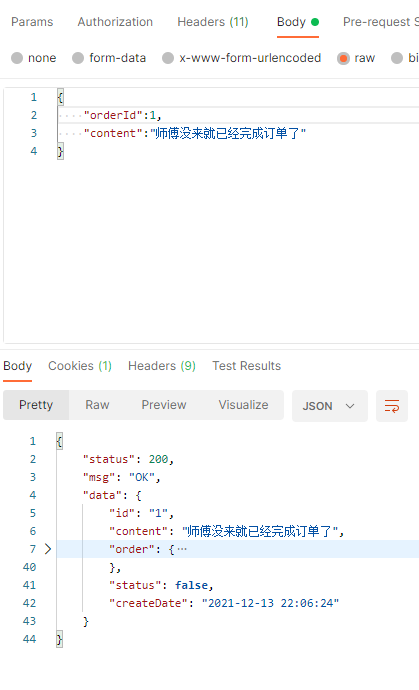 Params Authorization Headers (11) Body Pre-request S
none form-data x-www-form-urlencoded raw bi
1 {
2 "orderId":1,
3 "content":"师傅没来就已经完成订单了"
4 }
Body Cookies (1) Headers (9) Test Results
Pretty Raw Preview Visualize JSON
1 {
2 "status": 200,
3 "msg": "OK",
4 "data": {
5 "id": "1",
6 "content": "师傅没来就已经完成订单了",
7 "order": {…
40 },
41 "status": false,
42 "createDate": "2021-12-13 22:06:24"
43 }
44 }